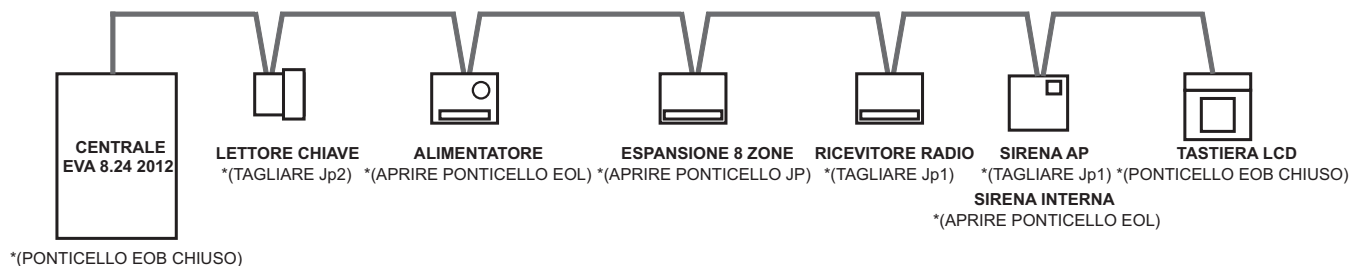 CENTRALE
EVA 8.24 2012
*(PONTICELLO EOB CHIUSO)
LETTORE CHIAVE
*(TAGLIARE Jp2)
ALIMENTATORE
*(APRIRE PONTICELLO EOL)
ESPANSIONE 8 ZONE
*(APRIRE PONTICELLO JP)
RICEVITORE RADIO
*(TAGLIARE Jp1)
SIRENA AP
*(TAGLIARE Jp1)
SIRENA INTERNA
*(APRIRE PONTICELLO EOL)
TASTIERA LCD
*(PONTICELLO EOB CHIUSO)